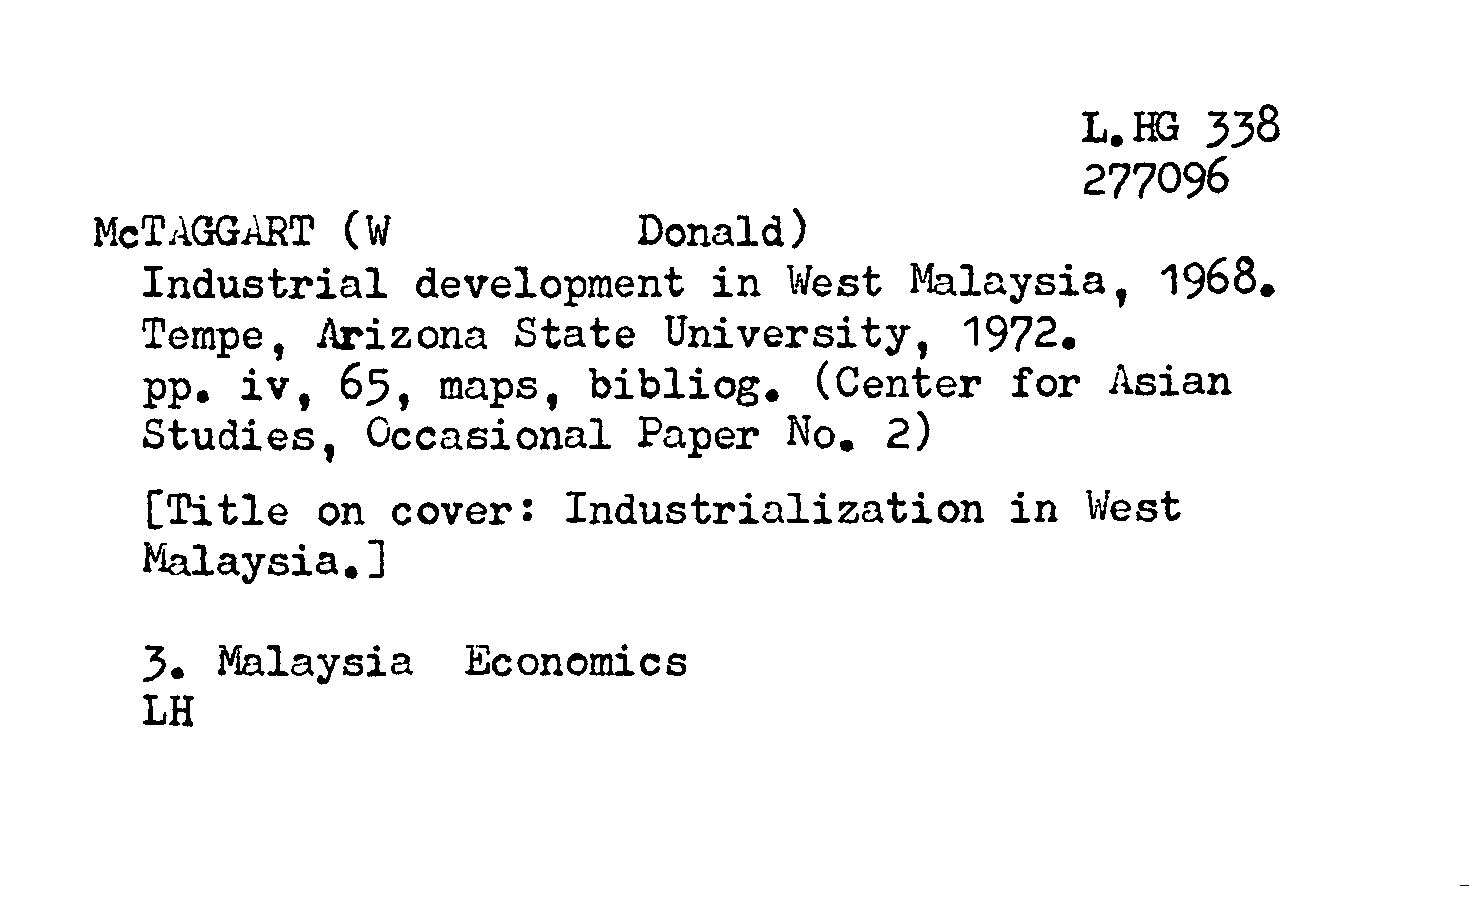 L.HG 338
277096
McTAGGART (W Donald)
Industrial development in West Malaysia, 1968.
Tempe, Arizona State University, 1972.
pp. iv, 65, maps, bibliog. (Center for Asian
Studies, Occasional Paper No. 2)
[Title on cover: Industrialization in West
Malaysia.]
3. Malaysia Economics
LH